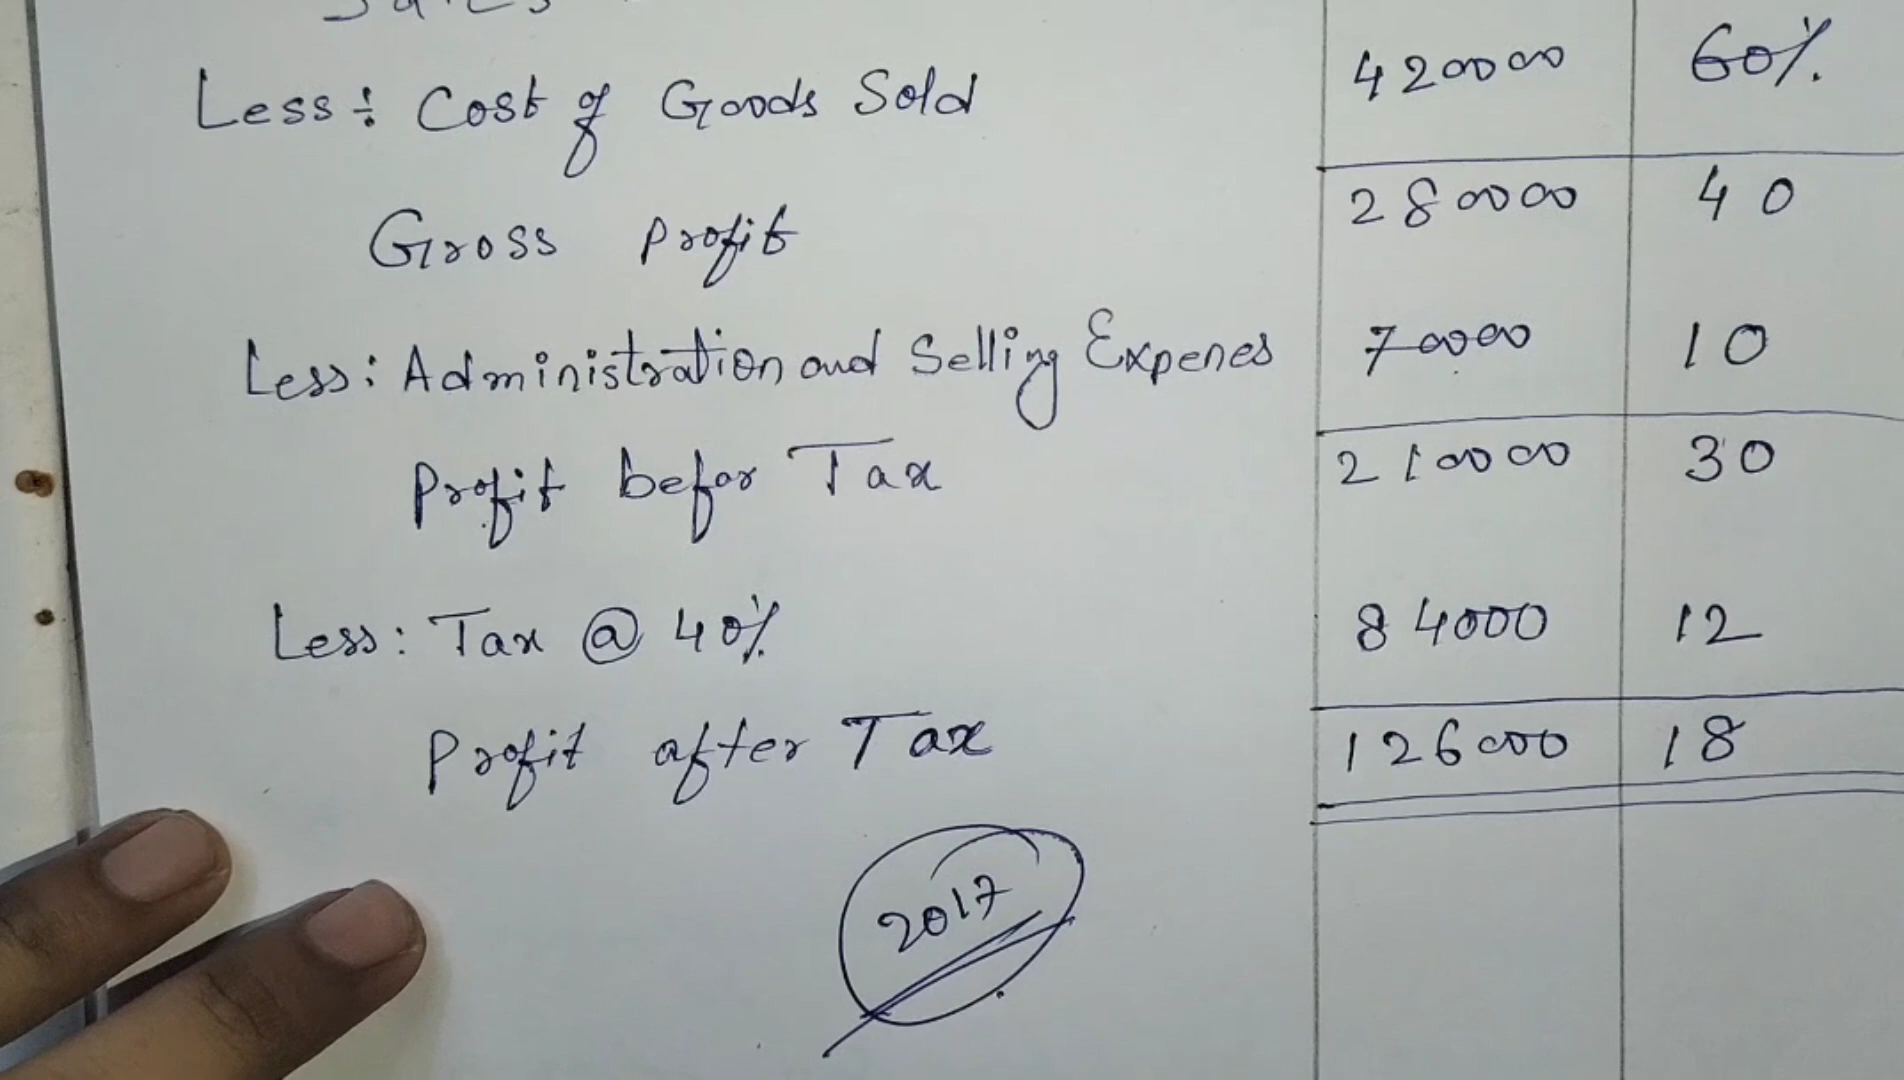 Less: Cost of Goods Sold 420000 60%
Gross Profit 280000 40
Less: Administration and Selling Expenes 70000 10
Profit befor Tax 210000 30
Less: Tax @ 40% 84000 12
Profit after Tax 126000 18
2017